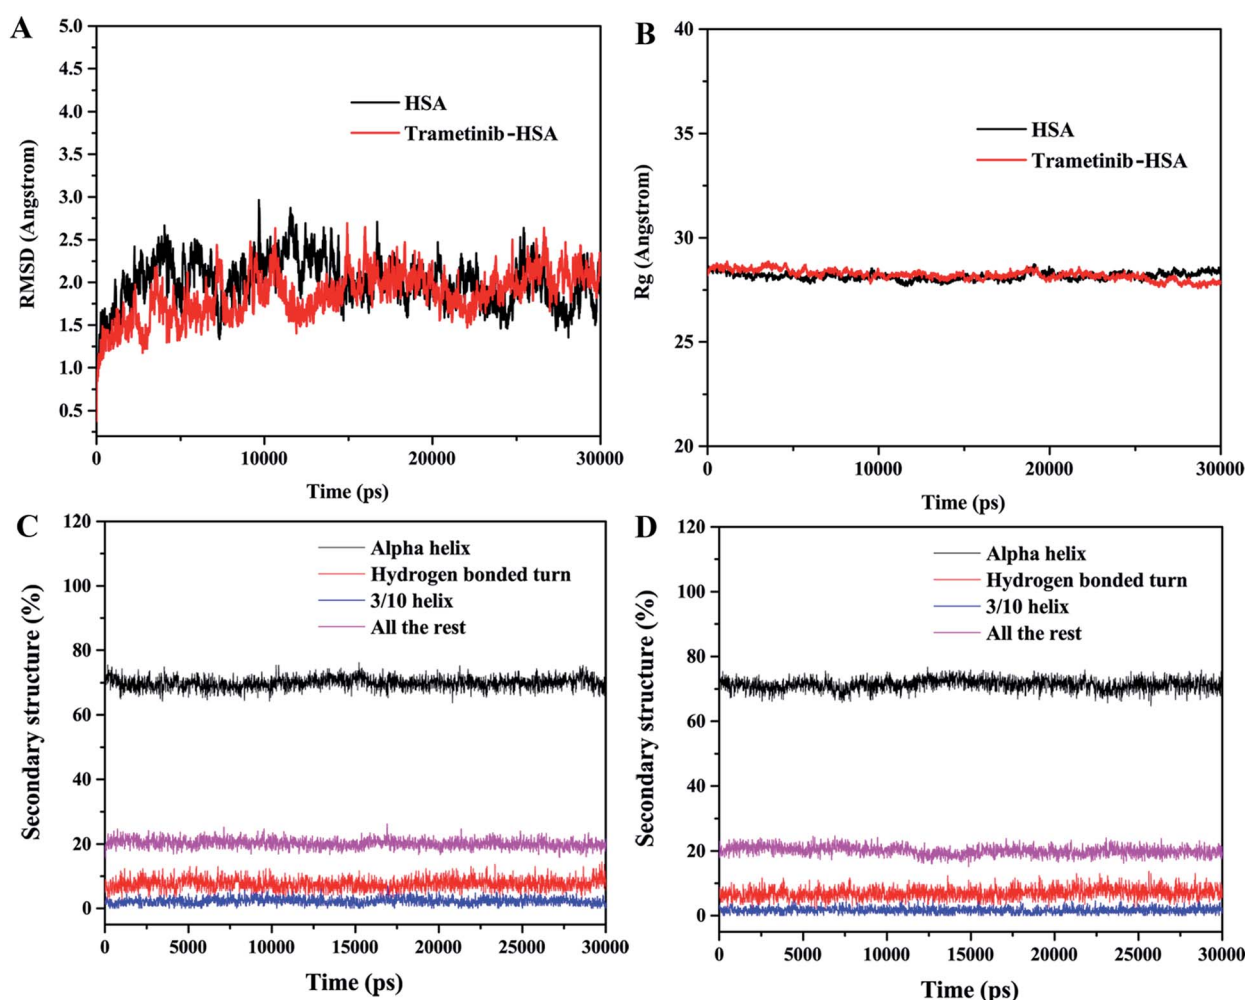 A
5.0
4.5
4.0
3.5
3.0
2.5
2.0
1.5
1.0
0.5
RMSD (Angstrom)
HSA
Trametinib-HSA
0
10000
20000
30000
Time (ps)
B
40
35
30
25
20
Rg (Angstrom)
HSA
Trametinib-HSA
0
10000
20000
30000
Time (ps)
C
120
100
80
60
40
20
0
Secondary structure (%)
Alpha helix
Hydrogen bonded turn
3/10 helix
All the rest
0
5000
10000
15000
20000
25000
30000
Time (ps)
D
120
100
80
60
40
20
0
Secondary structure (%)
Alpha helix
Hydrogen bonded turn
3/10 helix
All the rest
0
5000
10000
15000
20000
25000
30000
Time (ps)